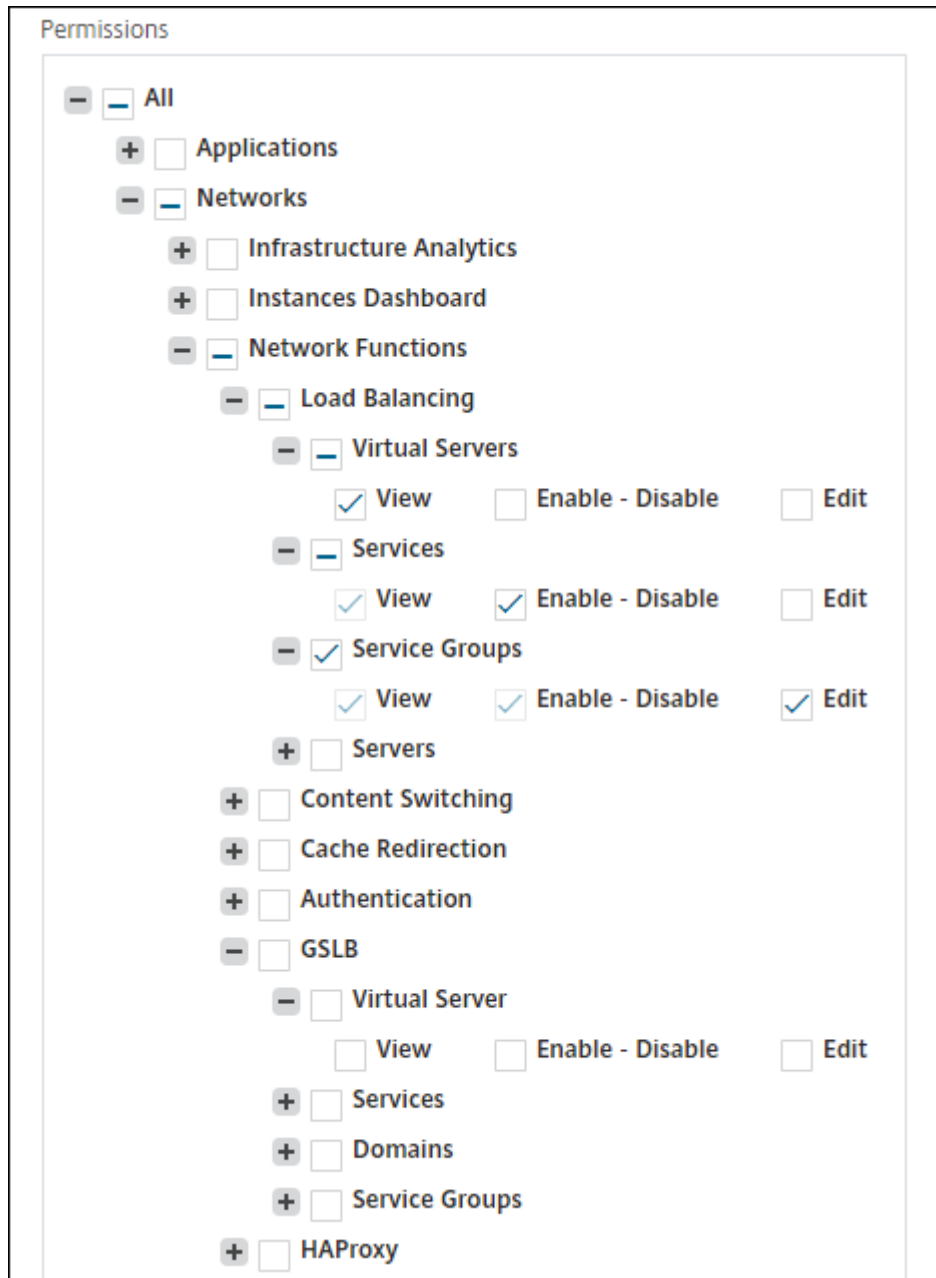 Permissions
All
Applications
Networks
Infrastructure Analytics
Instances Dashboard
Network Functions
Load Balancing
Virtual Servers
View Enable - Disable Edit
Services
View Enable - Disable Edit
Service Groups
View Enable - Disable Edit
Servers
Content Switching
Cache Redirection
Authentication
GSLB
Virtual Server
View Enable - Disable Edit
Services
Domains
Service Groups
HAProxy